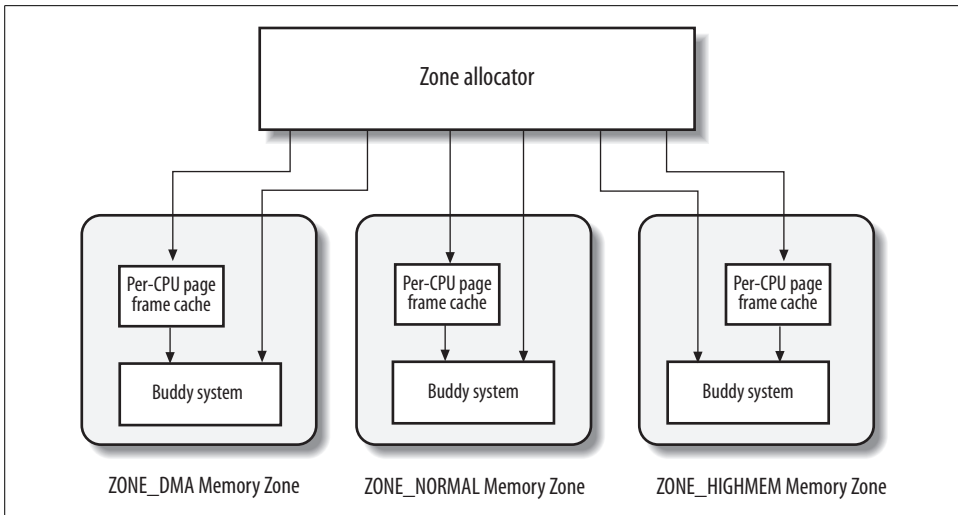 Zone allocator
Per-CPU page
frame cache
Per-CPU page
frame cache
Per-CPU page
frame cache
Buddy system
Buddy system
Buddy system
ZONE_DMA Memory Zone
ZONE_NORMAL Memory Zone
ZONE_HIGHMEM Memory Zone